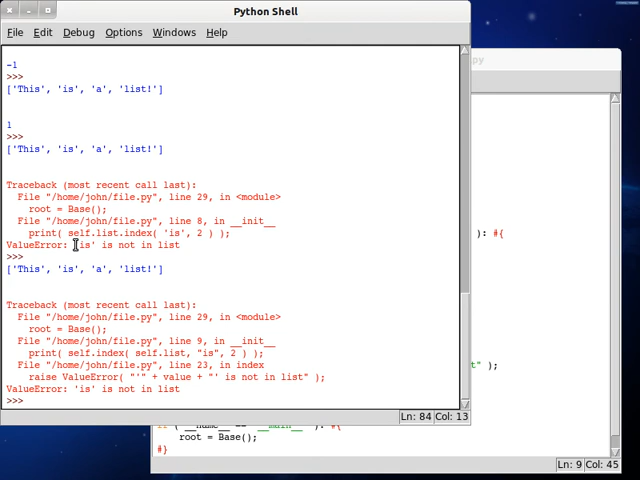 Python Shell
File Edit Debug Options Windows Help
-1
>>>
['This', 'is', 'a', 'list!']
1
>>>
['This', 'is', 'a', 'list!']
Traceback (most recent call last):
File "/home/john/file.py", line 29, in <module>
root = Base();
File "/home/john/file.py", line 8, in __init__
print( self.list.index( 'is', 2 ) );
ValueError: 'is' is not in list
>>>
['This', 'is', 'a', 'list!']
Traceback (most recent call last):
File "/home/john/file.py", line 29, in <module>
root = Base();
File "/home/john/file.py", line 9, in __init__
print( self.index( self.list, "is", 2 ) );
File "/home/john/file.py", line 23, in index
raise ValueError( "'" + value + "' is not in list" );
ValueError: 'is' is not in list
>>>
Ln: 84 Col: 13
py
): #{
t" );
if ( __name__ == "__main__" ): #{
root = Base();
#}
Ln: 9 Col: 45